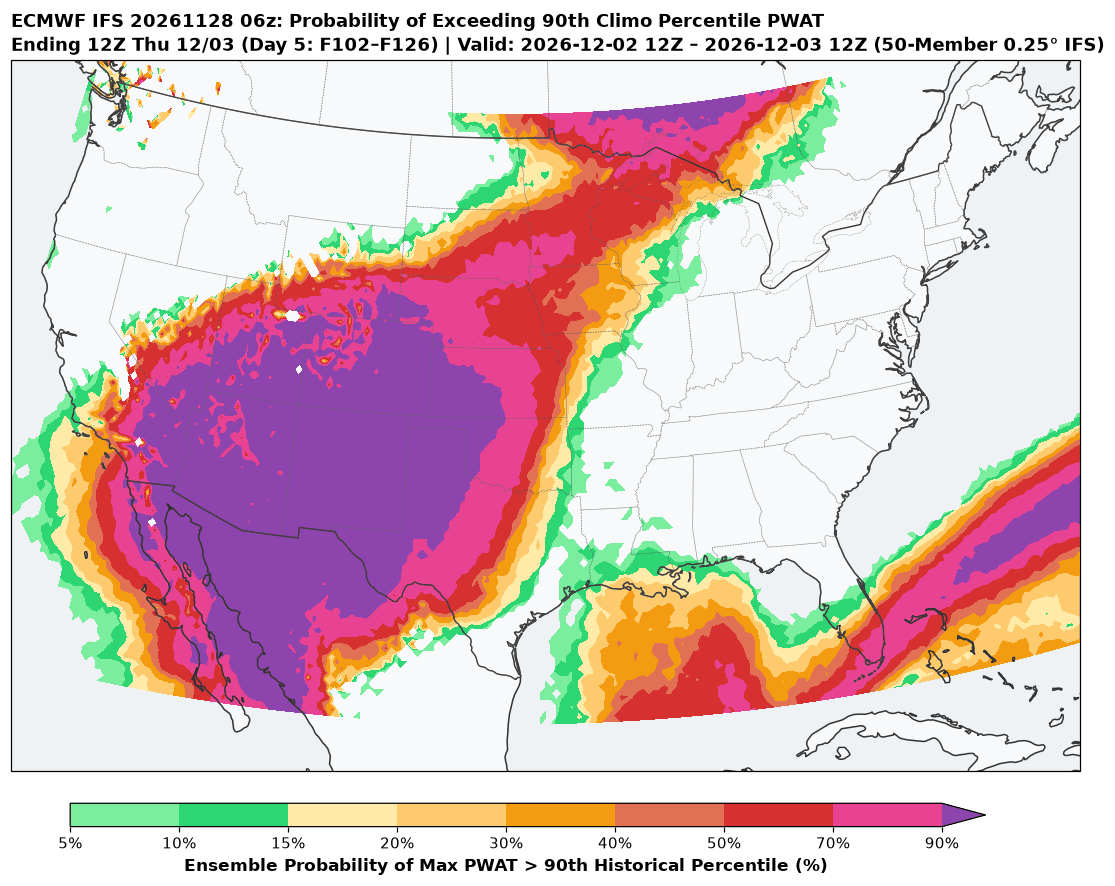 ECMWF IFS 20261128 06z: Probability of Exceeding 90th Climo Percentile PWAT
Ending 12Z Thu 12/03 (Day 5: F102–F126) | Valid: 2026-12-02 12Z – 2026-12-03 12Z (50-Member 0.25° IFS)
5% 10% 15% 20% 30% 40% 50% 70% 90%
Ensemble Probability of Max PWAT > 90th Historical Percentile (%)